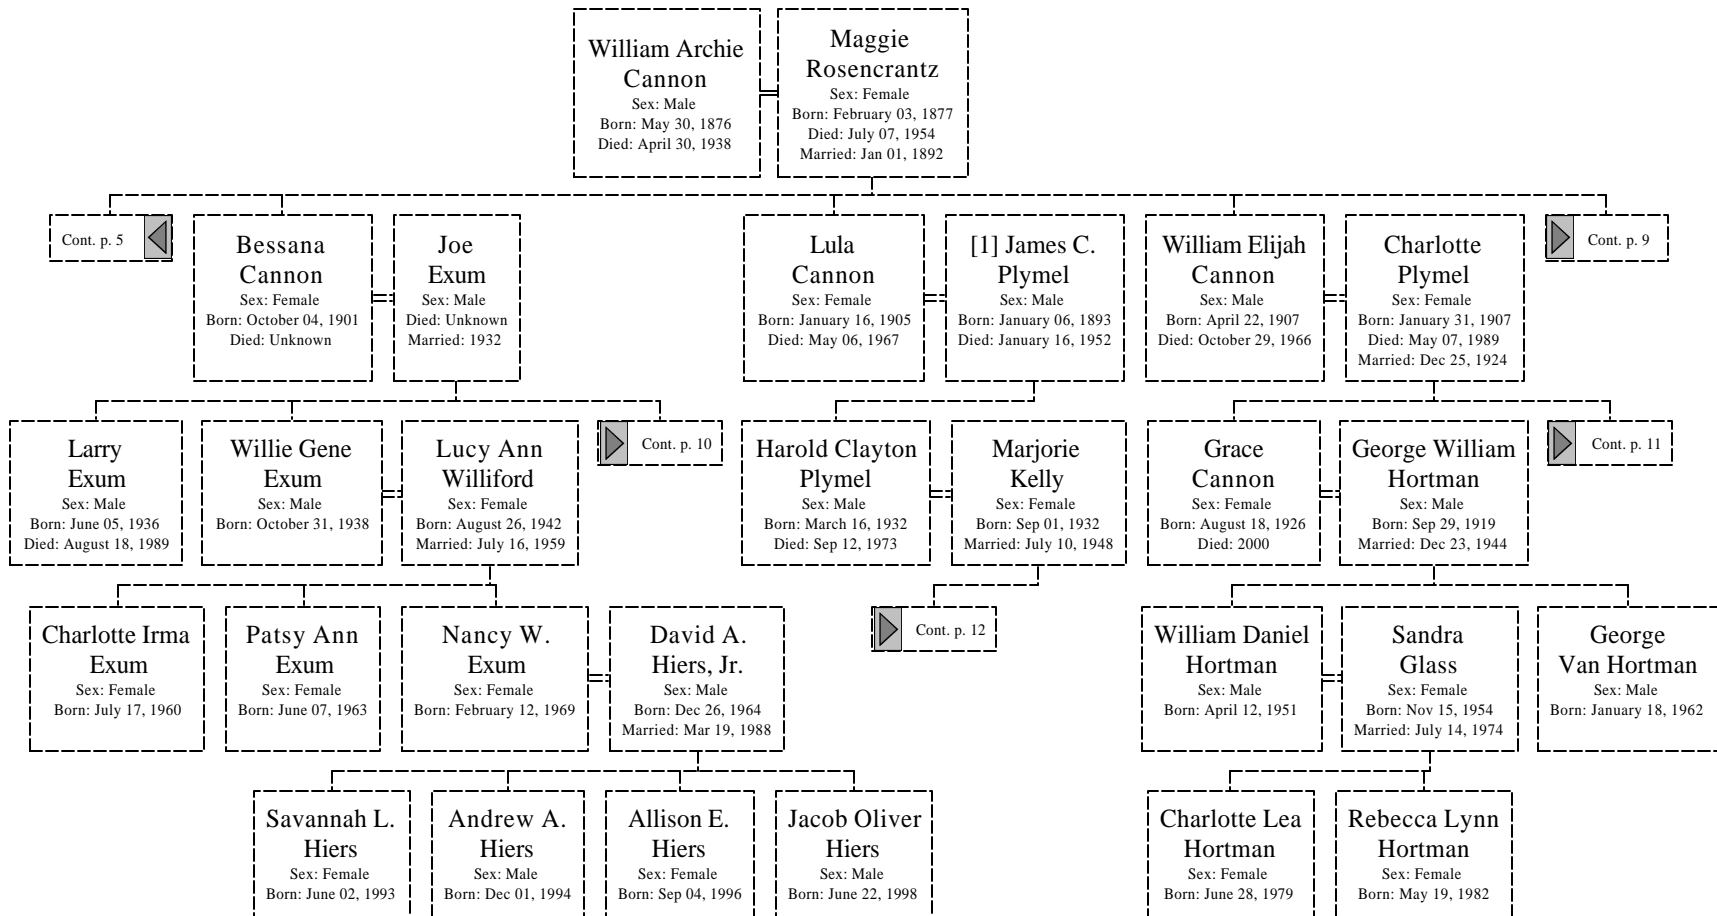 William Archie
Cannon
Sex: Male
Born: May 30, 1876
Died: April 30, 1938
Maggie
Rosencrantz
Sex: Female
Born: February 03, 1877
Died: July 07, 1954
Married: Jan 01, 1892
Cont. p. 5
Bessana
Cannon
Sex: Female
Born: October 04, 1901
Died: Unknown
Joe
Exum
Sex: Male
Died: Unknown
Married: 1932
Lula
Cannon
Sex: Female
Born: January 16, 1905
Died: May 06, 1967
[1] James C.
Plymel
Sex: Male
Born: January 06, 1893
Died: January 16, 1952
William Elijah
Cannon
Sex: Male
Born: April 22, 1907
Died: October 29, 1966
Charlotte
Plymel
Sex: Female
Born: January 31, 1907
Died: May 07, 1989
Married: Dec 25, 1924
Cont. p. 9
Larry
Exum
Sex: Male
Born: June 05, 1936
Died: August 18, 1989
Willie Gene
Exum
Sex: Male
Born: October 31, 1938
Lucy Ann
Williford
Sex: Female
Born: August 26, 1942
Married: July 16, 1959
Cont. p. 10
Harold Clayton
Plymel
Sex: Male
Born: March 16, 1932
Died: Sep 12, 1973
Marjorie
Kelly
Sex: Female
Born: Sep 01, 1932
Married: July 10, 1948
Grace
Cannon
Sex: Female
Born: August 18, 1926
Died: 2000
George William
Hortman
Sex: Male
Born: Sep 29, 1919
Married: Dec 23, 1944
Cont. p. 11
Charlotte Irma
Exum
Sex: Female
Born: July 17, 1960
Patsy Ann
Exum
Sex: Female
Born: June 07, 1963
Nancy W.
Exum
Sex: Female
Born: February 12, 1969
David A.
Hiers, Jr.
Sex: Male
Born: Dec 26, 1964
Married: Mar 19, 1988
Cont. p. 12
William Daniel
Hortman
Sex: Male
Born: April 12, 1951
Sandra
Glass
Sex: Female
Born: Nov 15, 1954
Married: July 14, 1974
George
Van Hortman
Sex: Male
Born: January 18, 1962
Savannah L.
Hiers
Sex: Female
Born: June 02, 1993
Andrew A.
Hiers
Sex: Male
Born: Dec 01, 1994
Allison E.
Hiers
Sex: Female
Born: Sep 04, 1996
Jacob Oliver
Hiers
Sex: Male
Born: June 22, 1998
Charlotte Lea
Hortman
Sex: Female
Born: June 28, 1979
Rebecca Lynn
Hortman
Sex: Female
Born: May 19, 1982